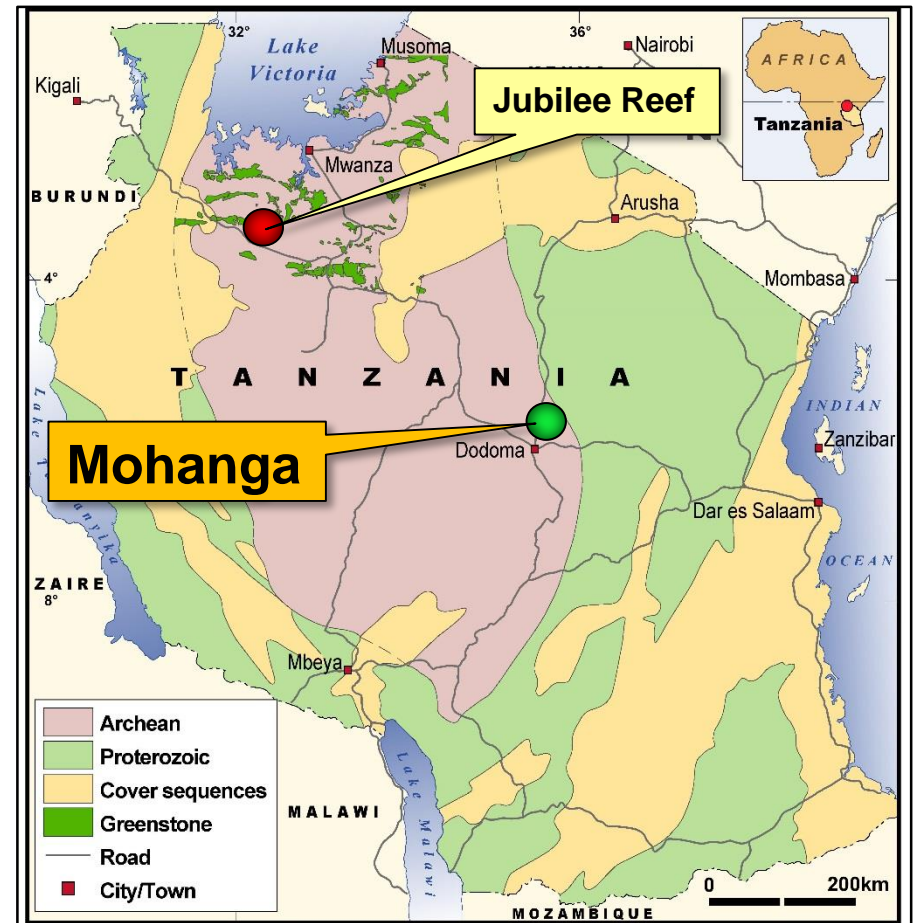 32°
36°
Lake
Victoria
Musoma
Nairobi
Kigali
AFRICA
Tanzania
Jubilee Reef
Mwanza
BURUNDI
Arusha
4°
Mombasa
TANZANIA
INDIAN
Mohanga
Dodoma
Zanzibar
Dar es Salaam
OCEAN
ZAIRE
8°
Mbeya
Archean
Proterozoic
Cover sequences
Greenstone
Road
City/Town
MALAWI
Lake Malawi
0 200km
MOZAMBIQUE